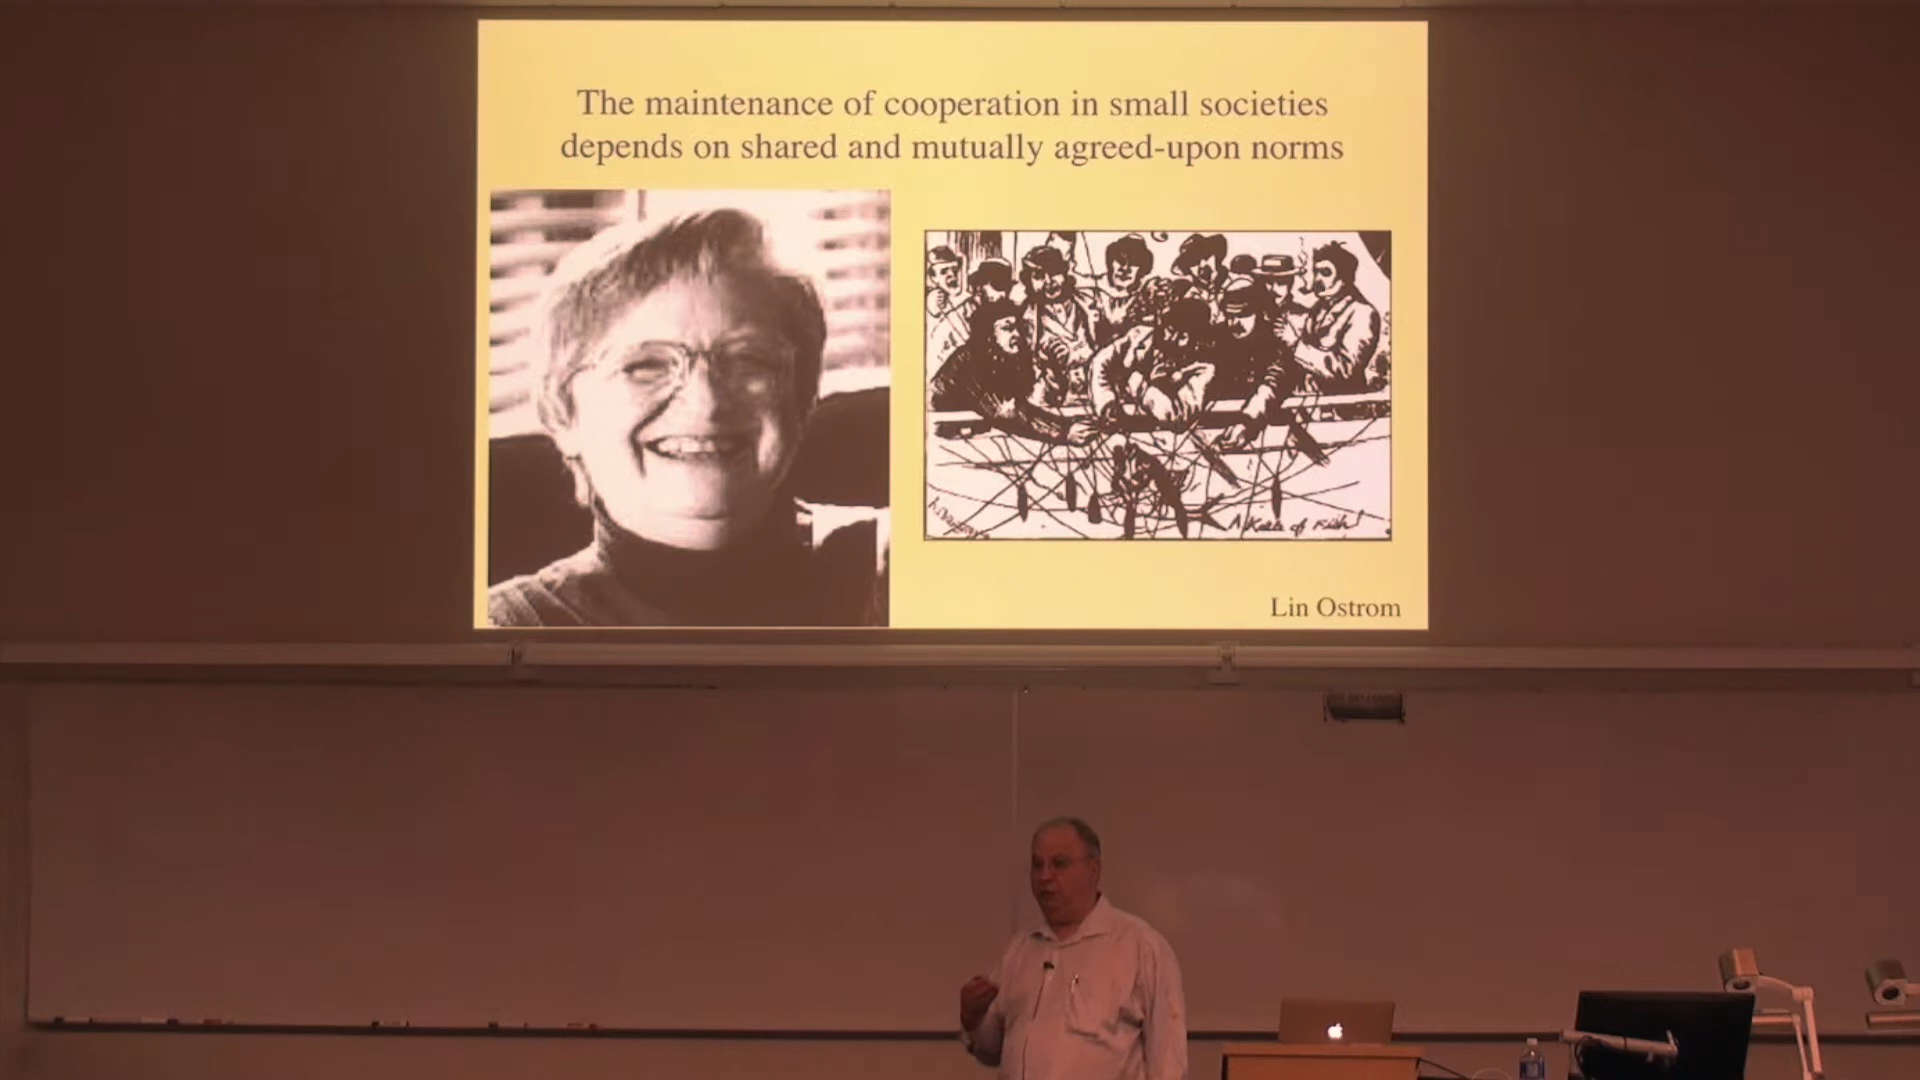 The maintenance of cooperation in small societies
depends on shared and mutually agreed-upon norms
A Kettle of Fish!
Lin Ostrom